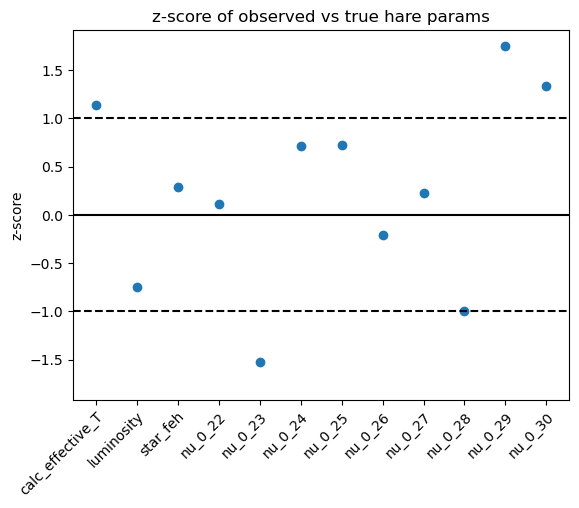 z-score of observed vs true hare params
z-score
1.5
1.0
0.5
0.0
−0.5
−1.0
−1.5
calc_effective_T
luminosity
star_feh
nu_0_22
nu_0_23
nu_0_24
nu_0_25
nu_0_26
nu_0_27
nu_0_28
nu_0_29
nu_0_30